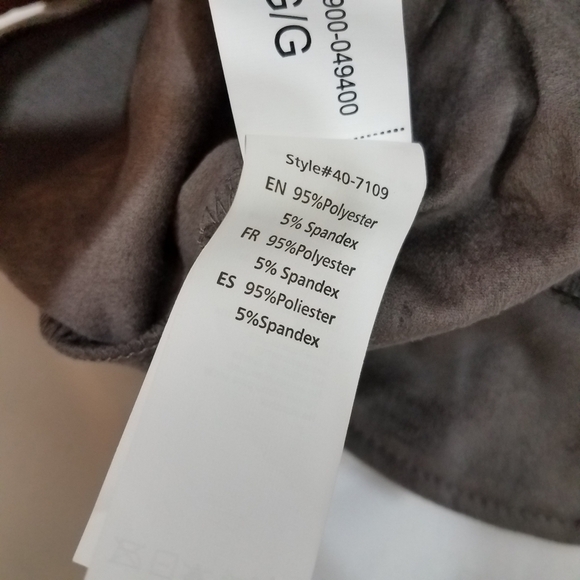 G/G
900-049400
Style#40-7109
EN 95%Polyester
5% Spandex
FR 95%Polyester
5% Spandex
ES 95%Poliester
5%Spandex